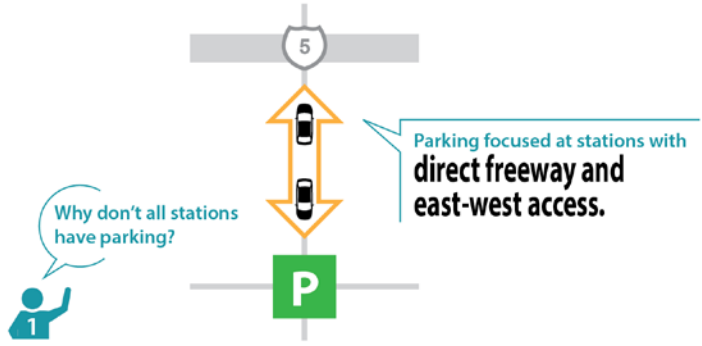 5
Parking focused at stations with
direct freeway and
east-west access.
Why don't all stations
have parking?
P
1